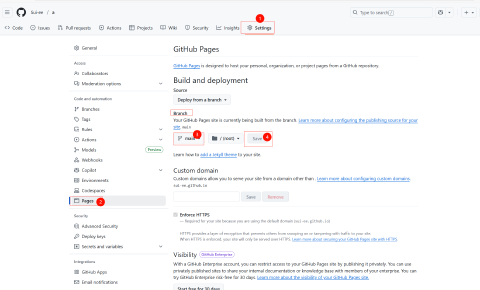 Sui-ee / a
Type / to search
Code Issues Pull requests Actions Projects Wiki Security Insights Settings
1
General
Access
Collaborators
Moderation options
Code and automation
Branches
Tags
Rules
Actions
Models Preview
Webhooks
Copilot
Environments
Codespaces
Pages 2
Security
Advanced Security
Deploy keys
Secrets and variables
Integrations
GitHub Apps
Email notifications
GitHub Pages
GitHub Pages is designed to host your personal, organization, or project pages from a GitHub repository.
Build and deployment
Source
Deploy from a branch
Branch
Your GitHub Pages site is currently being built from the branch. Learn more about configuring the publishing source for your
site. main
main 3 / (root) Save 4
Learn how to add a Jekyll theme to your site.
Custom domain
Custom domains allow you to serve your site from a domain other than . Learn more about configuring custom domains.
sui-ee.github.io
Save Remove
Enforce HTTPS
— Required for your site because you are using the default domain (sui-ee.github.io)
HTTPS provides a layer of encryption that prevents others from snooping on or tampering with traffic to your site.
When HTTPS is enforced, your site will only be served over HTTPS. Learn more about securing your GitHub Pages site with HTTPS.
Visibility GitHub Enterprise
With a GitHub Enterprise account, you can restrict access to your GitHub Pages site by publishing it privately. You can use
privately published sites to share your internal documentation or knowledge base with members of your enterprise. You can
try GitHub Enterprise risk-free for 30 days. Learn more about the visibility of your GitHub Pages site.
Start free for 30 days